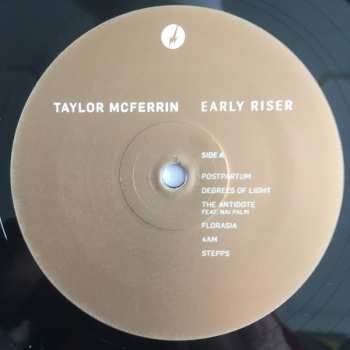 TAYLOR MCFERRIN EARLY RISER
SIDE A
POSTPARTUM
DEGREES OF LIGHT
THE ANTIDOTE
FEAT. NAI PALM
FLORASIA
4AM
STEPPS